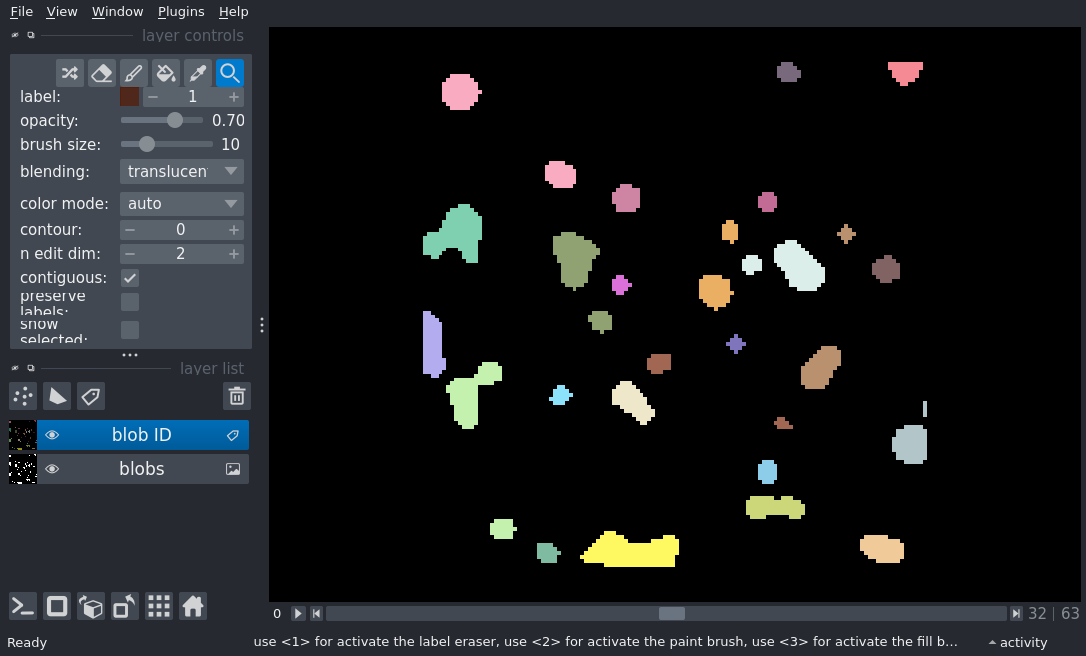 File View Window Plugins Help
layer controls
label: 1
opacity: 0.70
brush size: 10
blending: translucen
color mode: auto
contour: 0
n edit dim: 2
contiguous:
preserve labels:
show selected:
layer list
blob ID
blobs
0 32 | 63
Ready use <1> for activate the label eraser, use <2> for activate the paint brush, use <3> for activate the fill b... activity